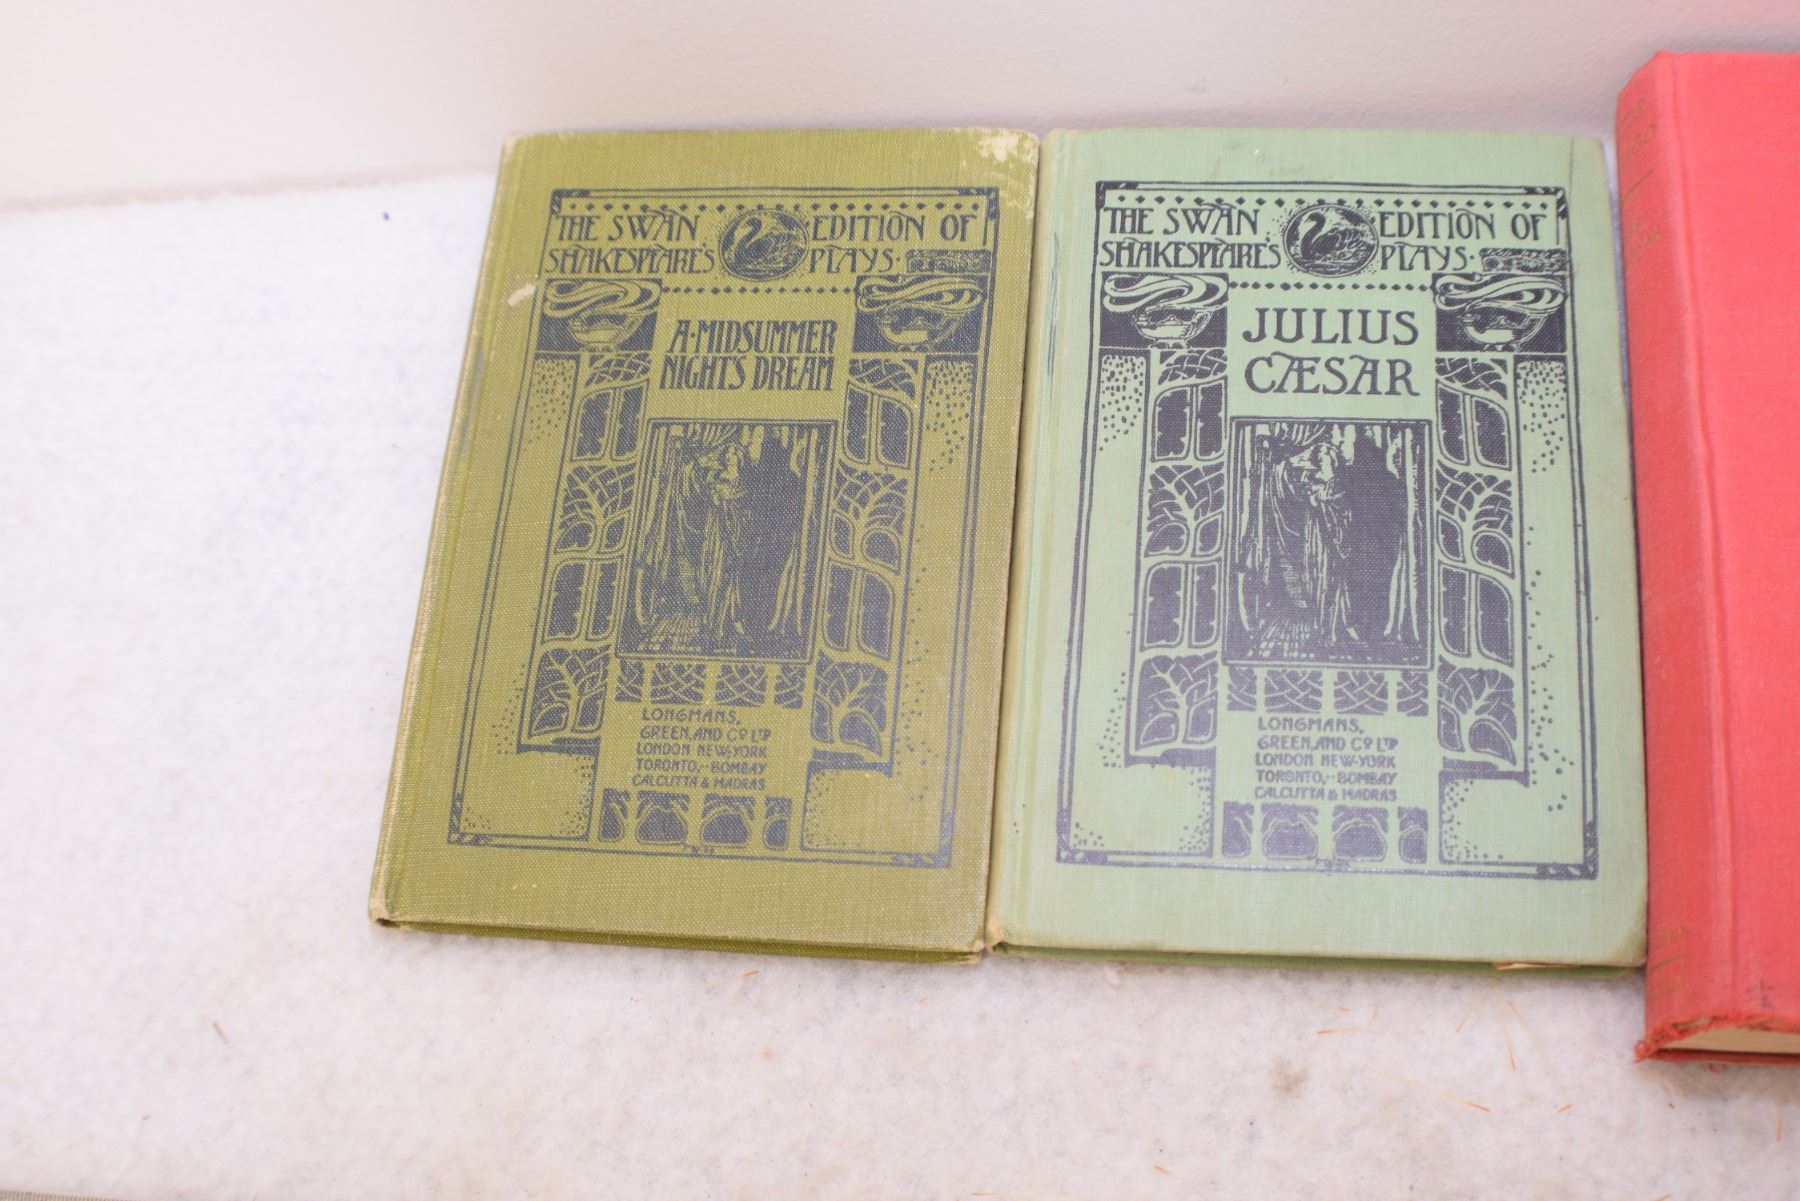 THE SWAN EDITION OF
SHAKESPEARE'S PLAYS.
A·MIDSUMMER
NIGHT'S DREAM
LONGMANS,
GREEN, AND Cº LTD
LONDON NEW-YORK
TORONTO,--BOMBAY
CALCUTTA & MADRAS
THE SWAN EDITION OF
SHAKESPEARE'S PLAYS.
JULIUS
CÆSAR
LONGMANS,
GREEN, AND Cº LTD
LONDON NEW-YORK
TORONTO,--BOMBAY
CALCUTTA & MADRAS